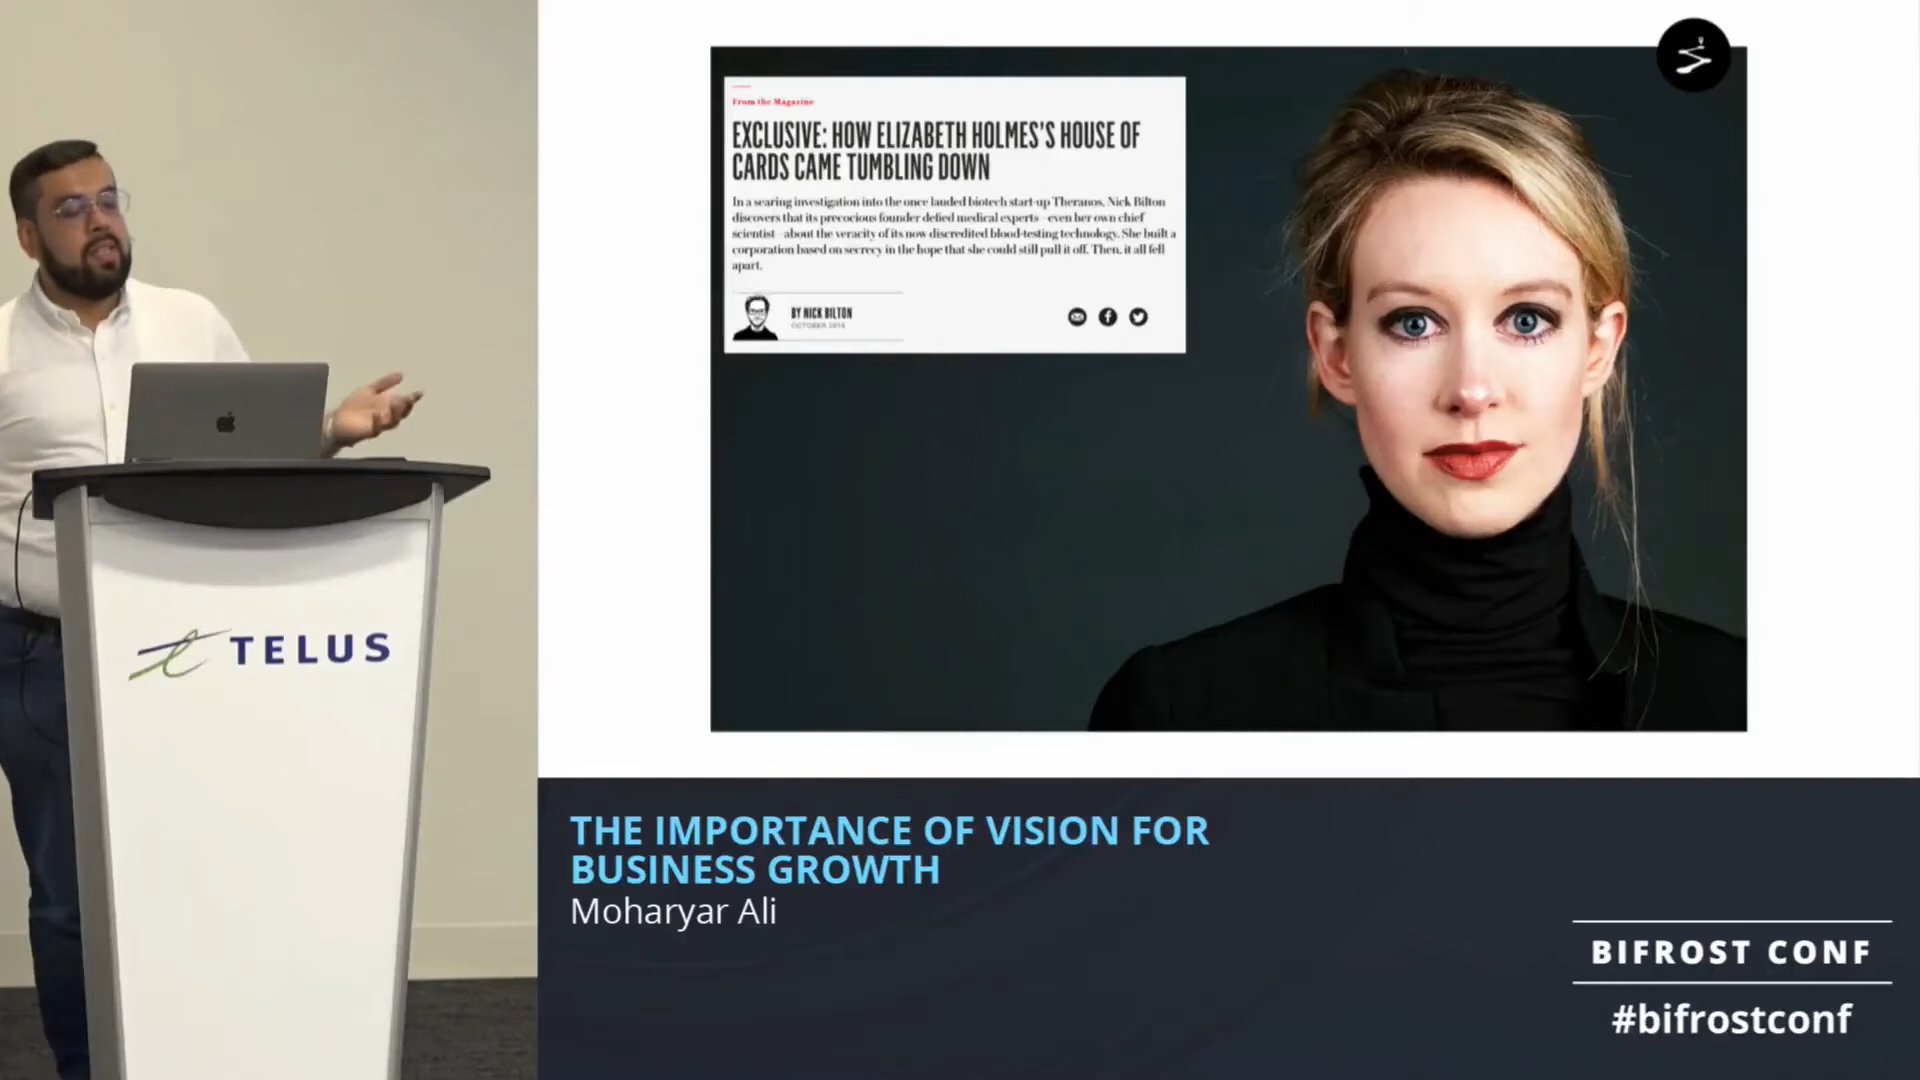 From the Magazine
EXCLUSIVE: HOW ELIZABETH HOLMES'S HOUSE OF
CARDS CAME TUMBLING DOWN
In a searing investigation into the once lauded biotech start-up Theranos, Nick Bilton
discovers that its precocious founder defied medical experts—even her own chief
scientist—about the veracity of its now discredited blood-testing technology. She built a
corporation based on secrecy in the hope that she could still pull it off. Then, it all fell
apart.
BY NICK BILTON
OCTOBER 2016
TELUS
THE IMPORTANCE OF VISION FOR
BUSINESS GROWTH
Moharyar Ali
BIFROST CONF
#bifrostconf